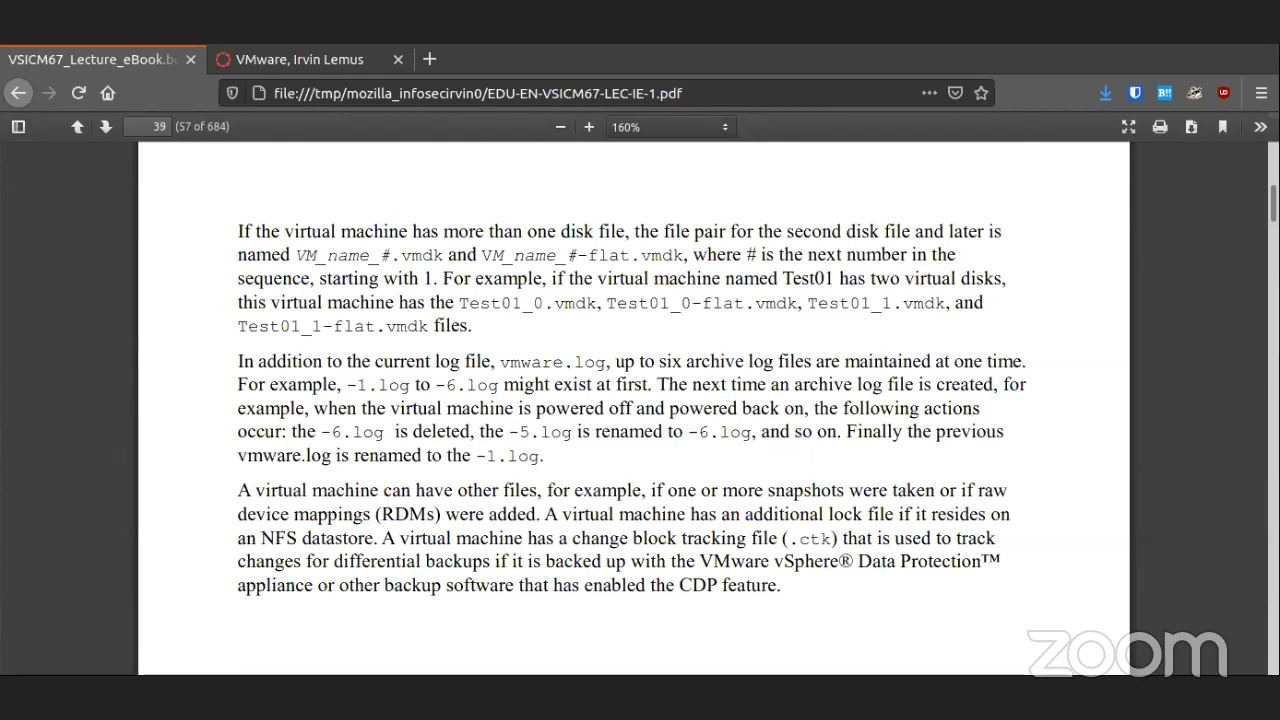 VSICM67_Lecture_eBook.bu
VMware, Irvin Lemus
file:///tmp/mozilla_infosecirvin0/EDU-EN-VSICM67-LEC-IE-1.pdf
39 (57 of 684)
160%
If the virtual machine has more than one disk file, the file pair for the second disk file and later is
named VM_name_#.vmdk and VM_name_#-flat.vmdk, where # is the next number in the
sequence, starting with 1. For example, if the virtual machine named Test01 has two virtual disks,
this virtual machine has the Test01_0.vmdk, Test01_0-flat.vmdk, Test01_1.vmdk, and
Test01_1-flat.vmdk files.
In addition to the current log file, vmware.log, up to six archive log files are maintained at one time.
For example, -1.log to -6.log might exist at first. The next time an archive log file is created, for
example, when the virtual machine is powered off and powered back on, the following actions
occur: the -6.log is deleted, the -5.log is renamed to -6.log, and so on. Finally the previous
vmware.log is renamed to the -1.log.
A virtual machine can have other files, for example, if one or more snapshots were taken or if raw
device mappings (RDMs) were added. A virtual machine has an additional lock file if it resides on
an NFS datastore. A virtual machine has a change block tracking file (.ctk) that is used to track
changes for differential backups if it is backed up with the VMware vSphere® Data Protection™
appliance or other backup software that has enabled the CDP feature.
zoom